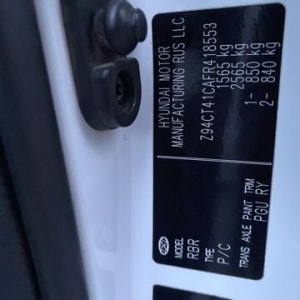 HYUNDAI MOTOR
MANUFACTURING RUS LLC
Z94CT41CAFR418553
1565 kg
2565 kg
1- 850 kg
2- 840 kg
MODEL RBR
TYPE P/C
TRANS AXLE PAINT TRIM
PGU RY